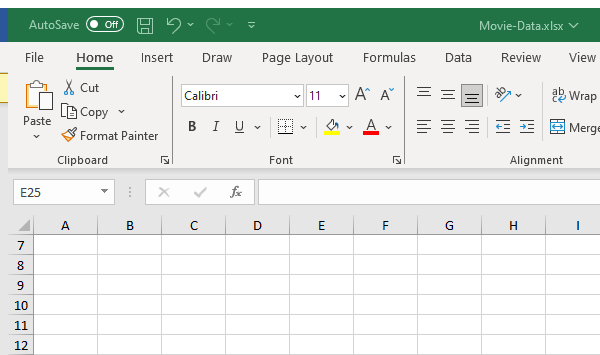 AutoSave Off Movie-Data.xlsx
File Home Insert Draw Page Layout Formulas Data Review View
Paste
Cut
Copy
Format Painter
Clipboard
Calibri 11 A A
B I U A
Font
ab Wrap
Merge
Alignment
E25 fx
A B C D E F G H I
7
8
9
10
11
12